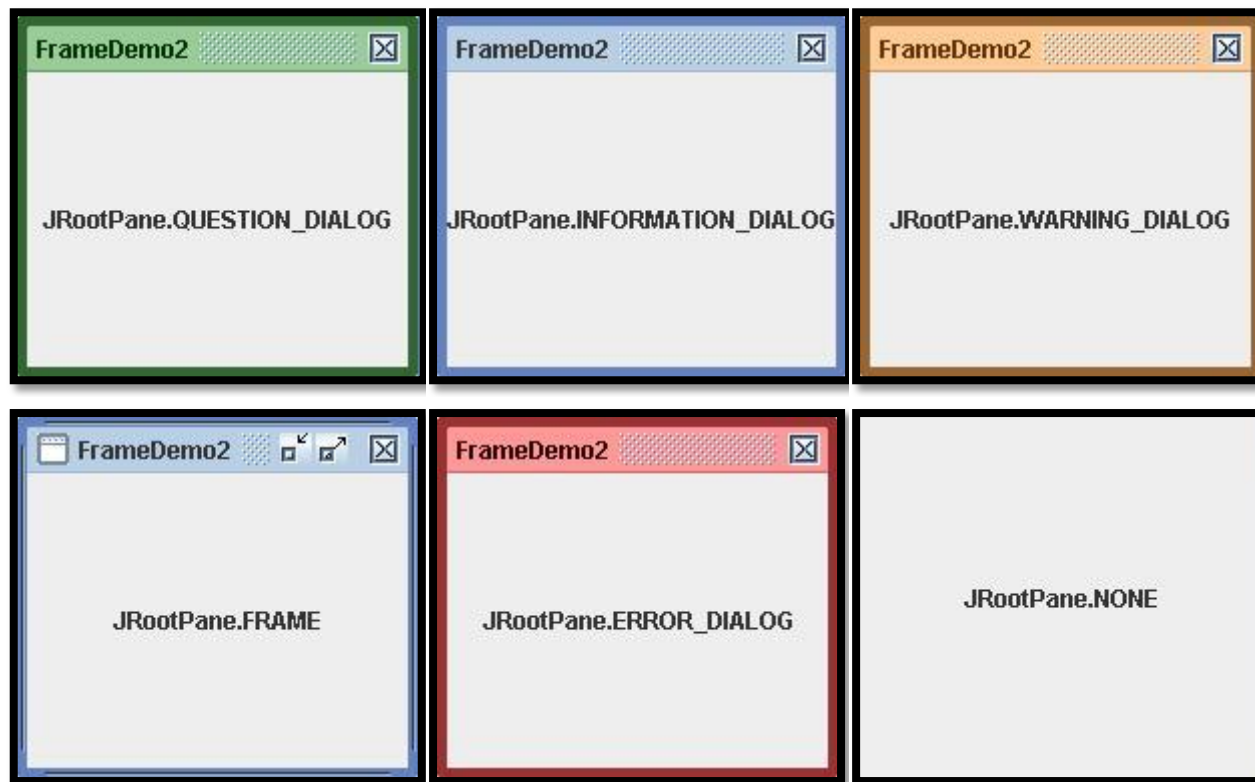 FrameDemo2
JRootPane.QUESTION_DIALOG
FrameDemo2
JRootPane.INFORMATION_DIALOG
FrameDemo2
JRootPane.WARNING_DIALOG
FrameDemo2
JRootPane.FRAME
FrameDemo2
JRootPane.ERROR_DIALOG
JRootPane.NONE